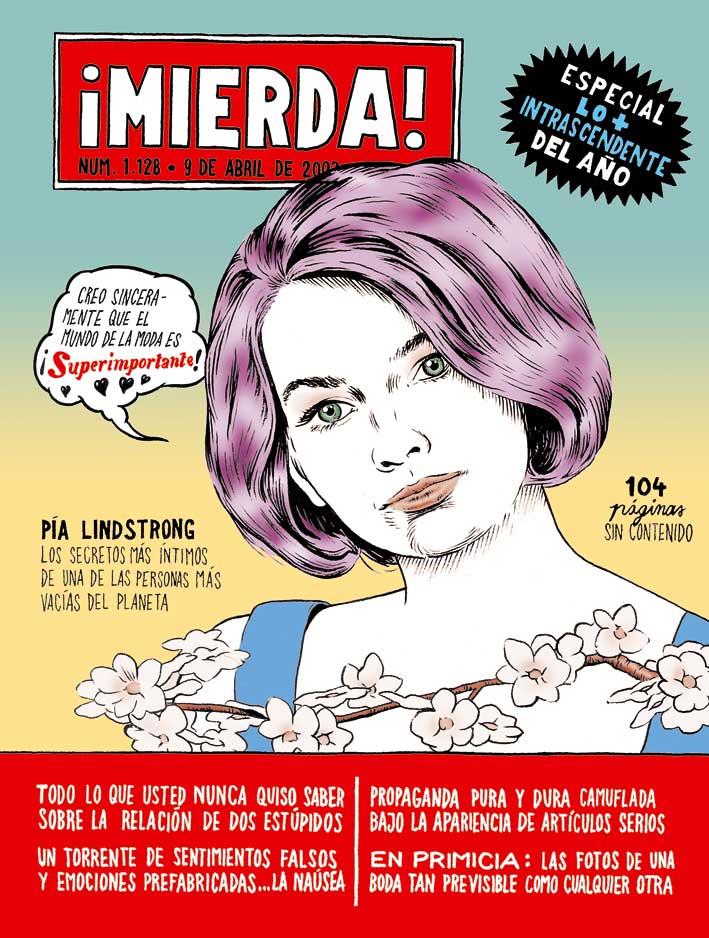 ¡MIERDA!
NUM. 1.128 • 9 DE ABRIL DE
ESPECIAL
LO +
INTRASCENDENTE
DEL AÑO
CREO SINCERA-
MENTE QUE EL
MUNDO DE LA MODA ES
¡Superimportante!
104
páginas
SIN CONTENIDO
PÍA LINDSTRONG
LOS SECRETOS MÁS ÍNTIMOS
DE UNA DE LAS PERSONAS MÁS
VACÍAS DEL PLANETA
TODO LO QUE USTED NUNCA QUISO SABER
SOBRE LA RELACIÓN DE DOS ESTÚPIDOS
UN TORRENTE DE SENTIMIENTOS FALSOS
Y EMOCIONES PREFABRICADAS...LA NAÚSEA
PROPAGANDA PURA Y DURA CAMUFLADA
BAJO LA APARIENCIA DE ARTÍCULOS SERIOS
EN PRIMICIA: LAS FOTOS DE UNA
BODA TAN PREVISIBLE COMO CUALQUIER OTRA